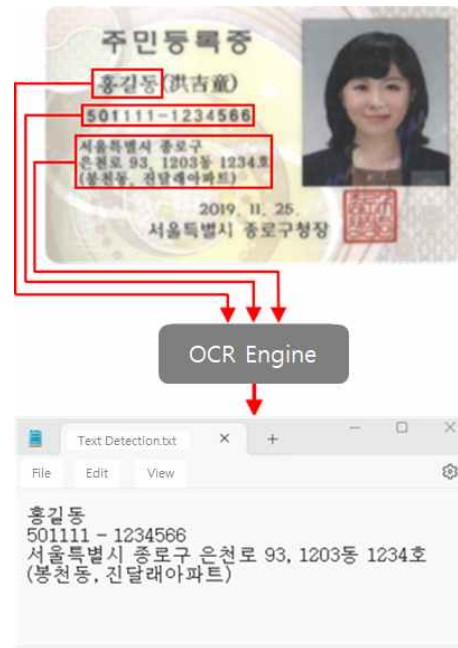 주민등록증
홍길동(洪吉童)
501111-1234566
서울특별시 종로구
은천로 93, 1203동 1234호
(봉천동, 진달래아파트)
2019. 11. 25.
서울특별시 종로구청장
OCR Engine
Text Detection.txt
File Edit View
홍길동
501111 - 1234566
서울특별시 종로구 은천로 93, 1203동 1234호
(봉천동, 진달래아파트)